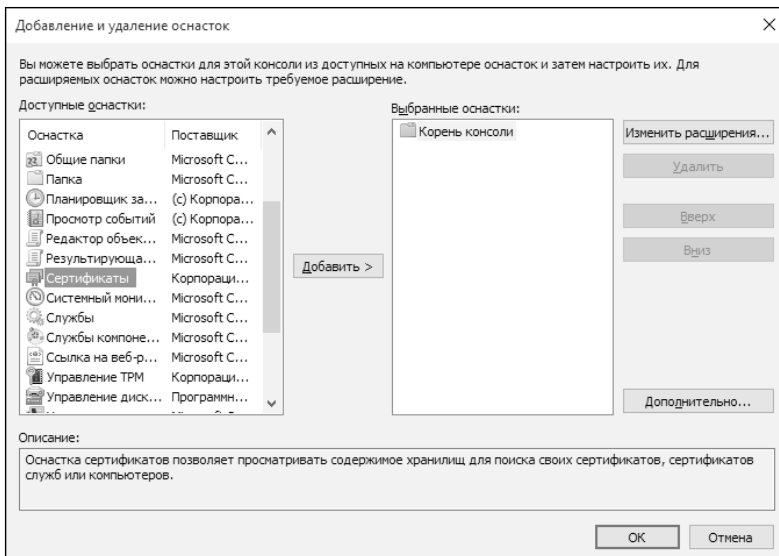 Добавление и удаление оснасток
Вы можете выбрать оснастки для этой консоли из доступных на компьютере оснасток и затем настроить их. Для
расширяемых оснасток можно настроить требуемое расширение.
Доступные оснастки:
Оснастка Поставщик
Общие папки Microsoft C...
Папка Microsoft C...
Планировщик за... (c) Корпора...
Просмотр событий (c) Корпора...
Редактор объек... Microsoft C...
Результирующа... Microsoft C...
Сертификаты Корпораци...
Системный мони... Microsoft C...
Службы Microsoft C...
Службы компоне... Microsoft C...
Ссылка на веб-р... Microsoft C...
Управление TPM Корпораци...
Управление диск... Программн...
Добавить >
Выбранные оснастки:
Корень консоли
Изменить расширения...
Удалить
Вверх
Вниз
Дополнительно...
Описание:
Оснастка сертификатов позволяет просматривать содержимое хранилищ для поиска своих сертификатов, сертификатов
служб или компьютеров.
OK Отмена